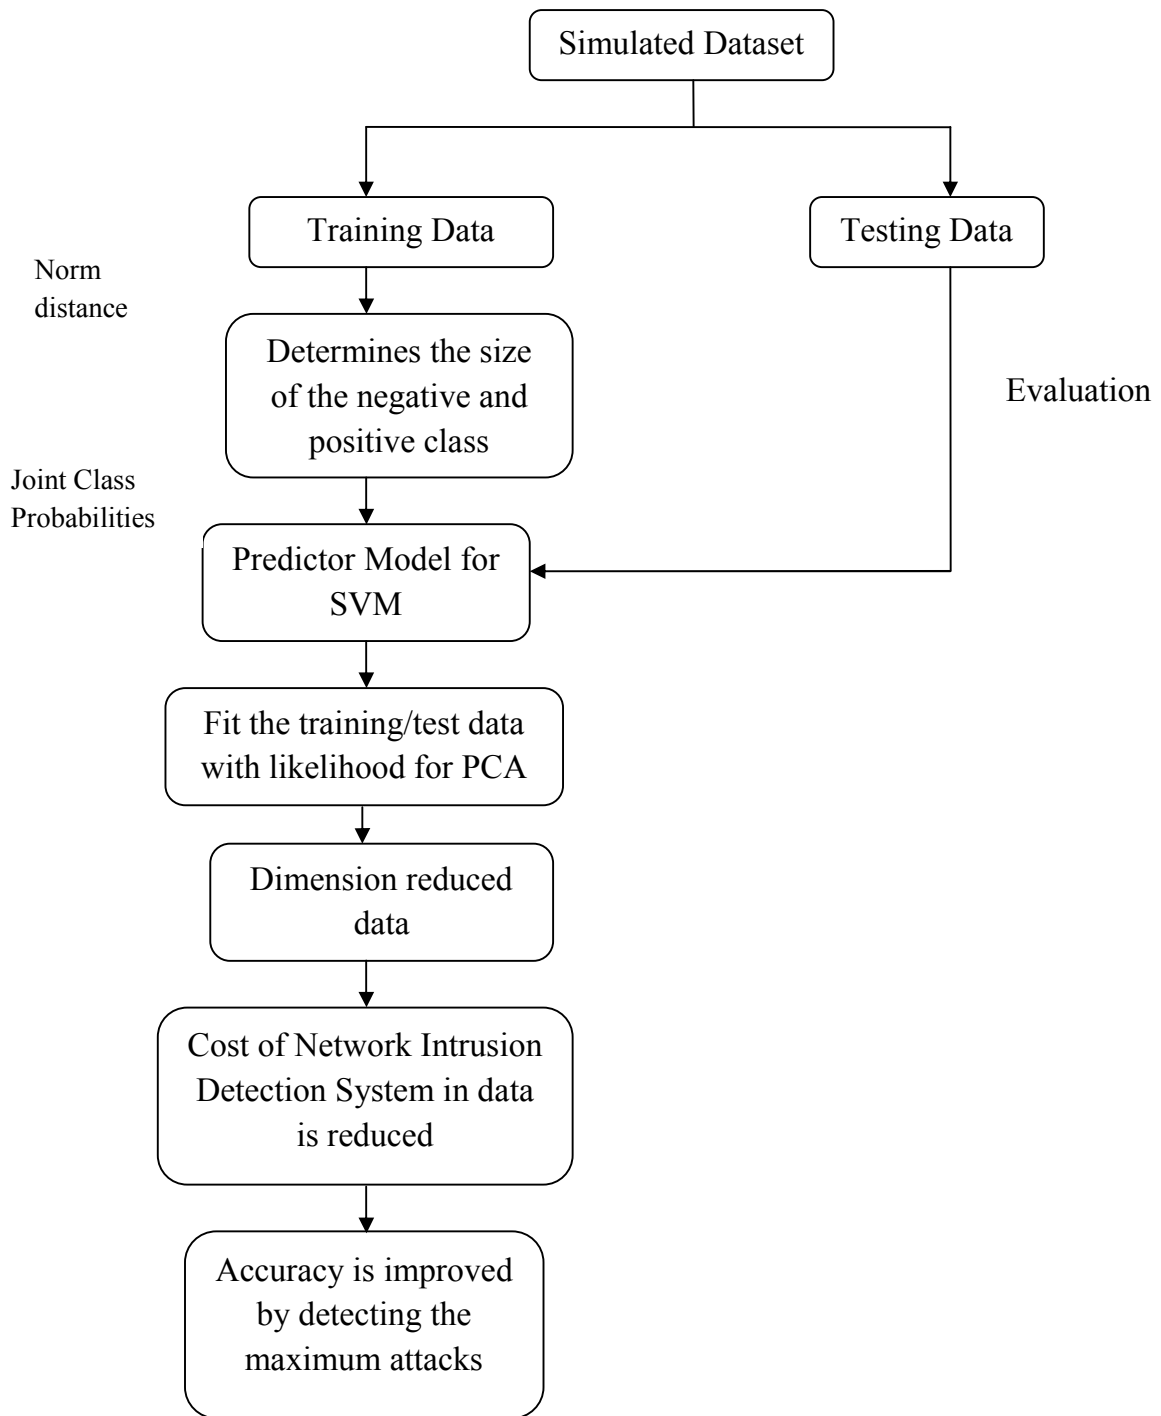 Simulated Dataset
Training Data
Testing Data
Norm
distance
Determines the size
of the negative and
positive class
Evaluation
Joint Class
Probabilities
Predictor Model for
SVM
Fit the training/test data
with likelihood for PCA
Dimension reduced
data
Cost of Network Intrusion
Detection System in data
is reduced
Accuracy is improved
by detecting the
maximum attacks